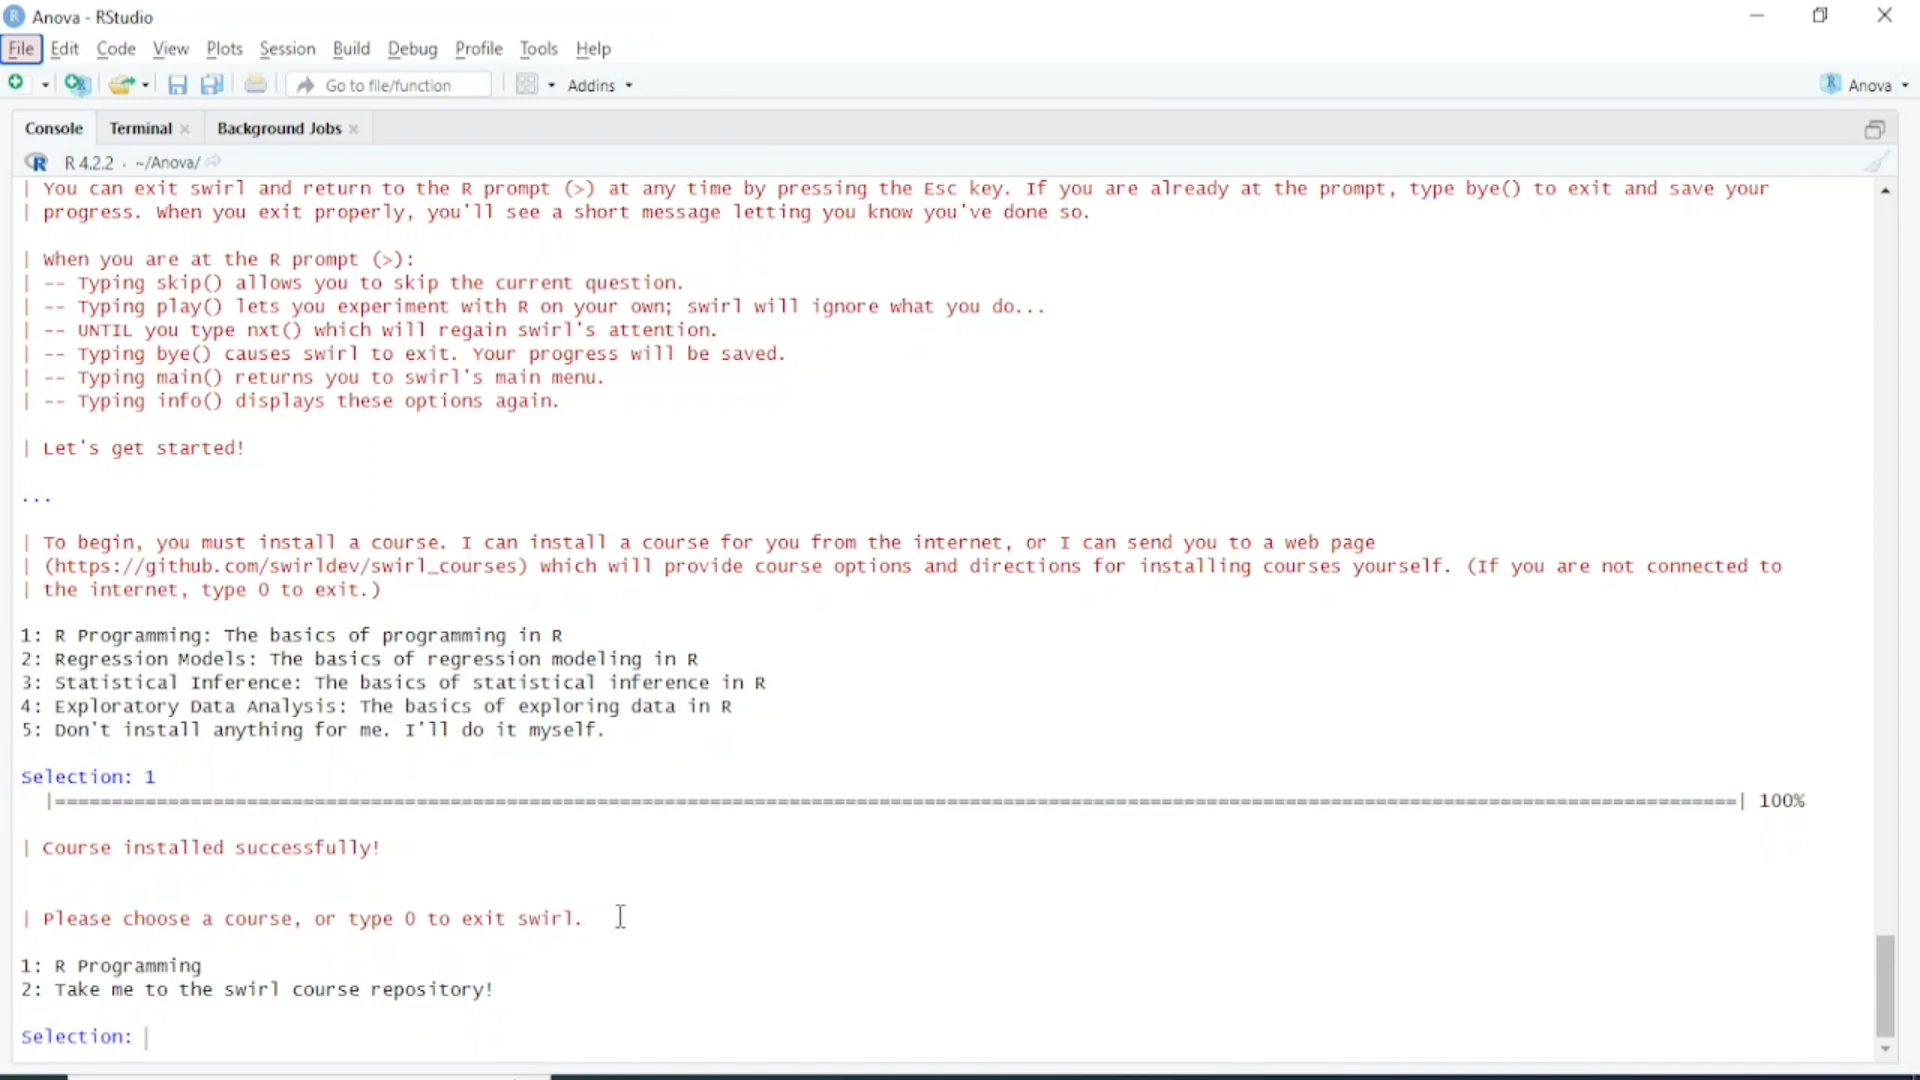 Anova - RStudio
File Edit Code View Plots Session Build Debug Profile Tools Help
Go to file/function Addins Anova
Console Terminal Background Jobs
R 4.2.2 · ~/Anova/
| You can exit swirl and return to the R prompt (>) at any time by pressing the Esc key. If you are already at the prompt, type bye() to exit and save your
| progress. When you exit properly, you'll see a short message letting you know you've done so.
| When you are at the R prompt (>):
| -- Typing skip() allows you to skip the current question.
| -- Typing play() lets you experiment with R on your own; swirl will ignore what you do...
| -- UNTIL you type nxt() which will regain swirl's attention.
| -- Typing bye() causes swirl to exit. Your progress will be saved.
| -- Typing main() returns you to swirl's main menu.
| -- Typing info() displays these options again.
| Let's get started!
...
| To begin, you must install a course. I can install a course for you from the internet, or I can send you to a web page
| (https://github.com/swirldev/swirl_courses) which will provide course options and directions for installing courses yourself. (If you are not connected to
| the internet, type 0 to exit.)
1: R Programming: The basics of programming in R
2: Regression Models: The basics of regression modeling in R
3: Statistical Inference: The basics of statistical inference in R
4: Exploratory Data Analysis: The basics of exploring data in R
5: Don't install anything for me. I'll do it myself.
Selection: 1
|======================================================================================================================================================| 100%
| Course installed successfully!
| Please choose a course, or type 0 to exit swirl.
1: R Programming
2: Take me to the swirl course repository!
Selection: